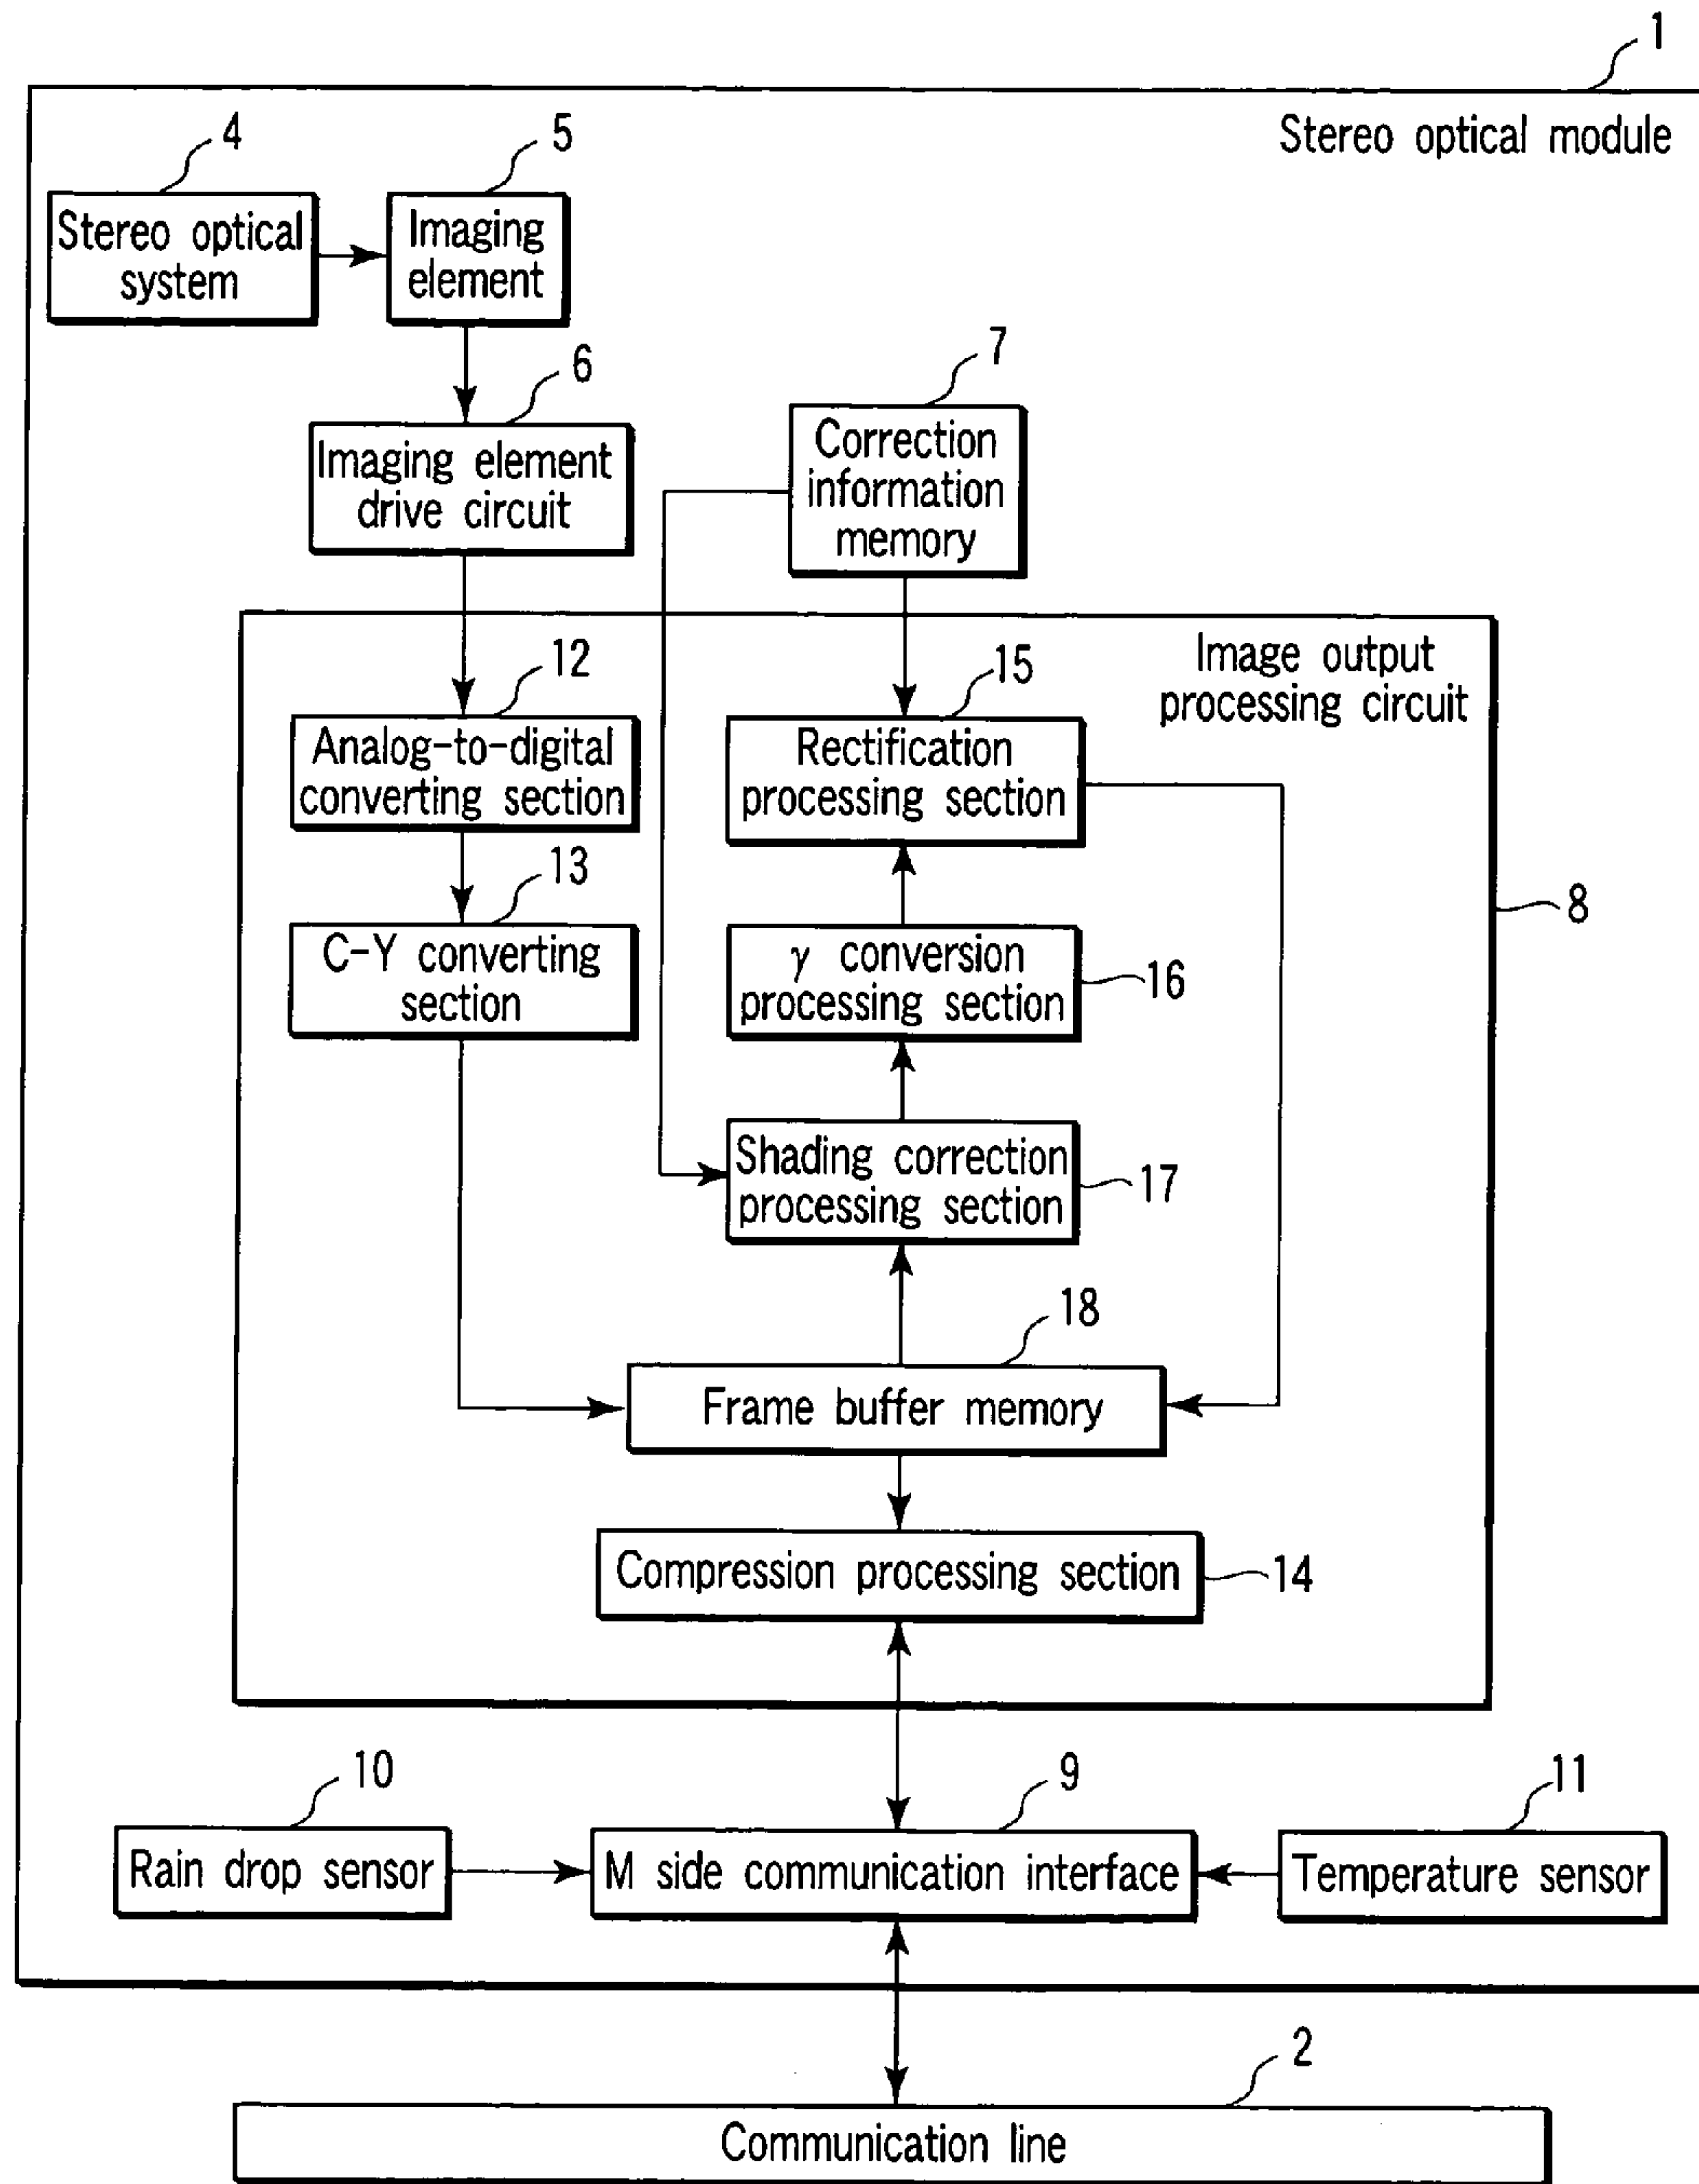 1
Stereo optical module
4
5
Stereo optical
system
Imaging
element
6
7
Imaging element
drive circuit
Correction
information
memory
Image output
processing circuit
12
15
Analog-to-digital
converting section
Rectification
processing section
13
8
C-Y converting
section
γ conversion
processing section
16
Shading correction
processing section
17
18
Frame buffer memory
Compression processing section
14
10
9
11
Rain drop sensor
M side communication interface
Temperature sensor
2
Communication line